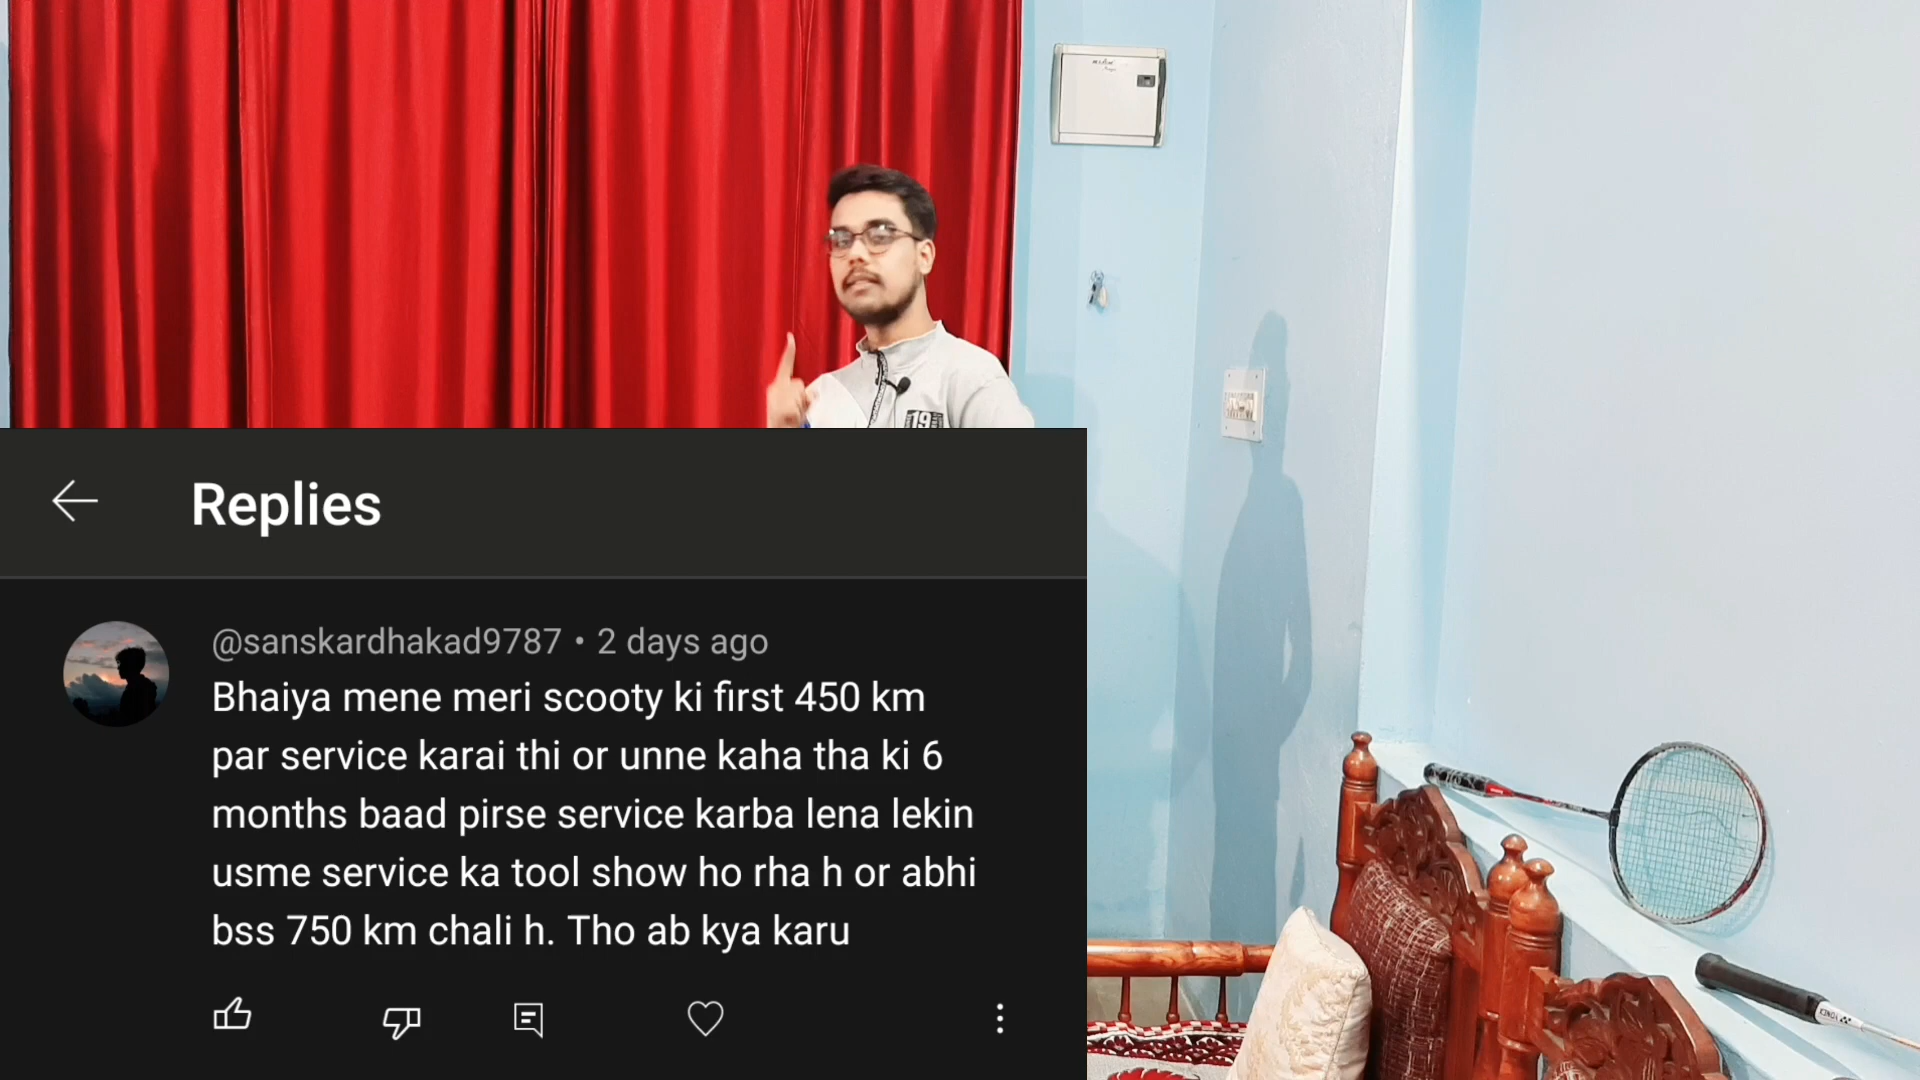 19
Replies
@sanskardhakad9787 • 2 days ago
Bhaiya mene meri scooty ki first 450 km
par service karai thi or unne kaha tha ki 6
months baad pirse service karba lena lekin
usme service ka tool show ho rha h or abhi
bss 750 km chali h. Tho ab kya karu
YONEX